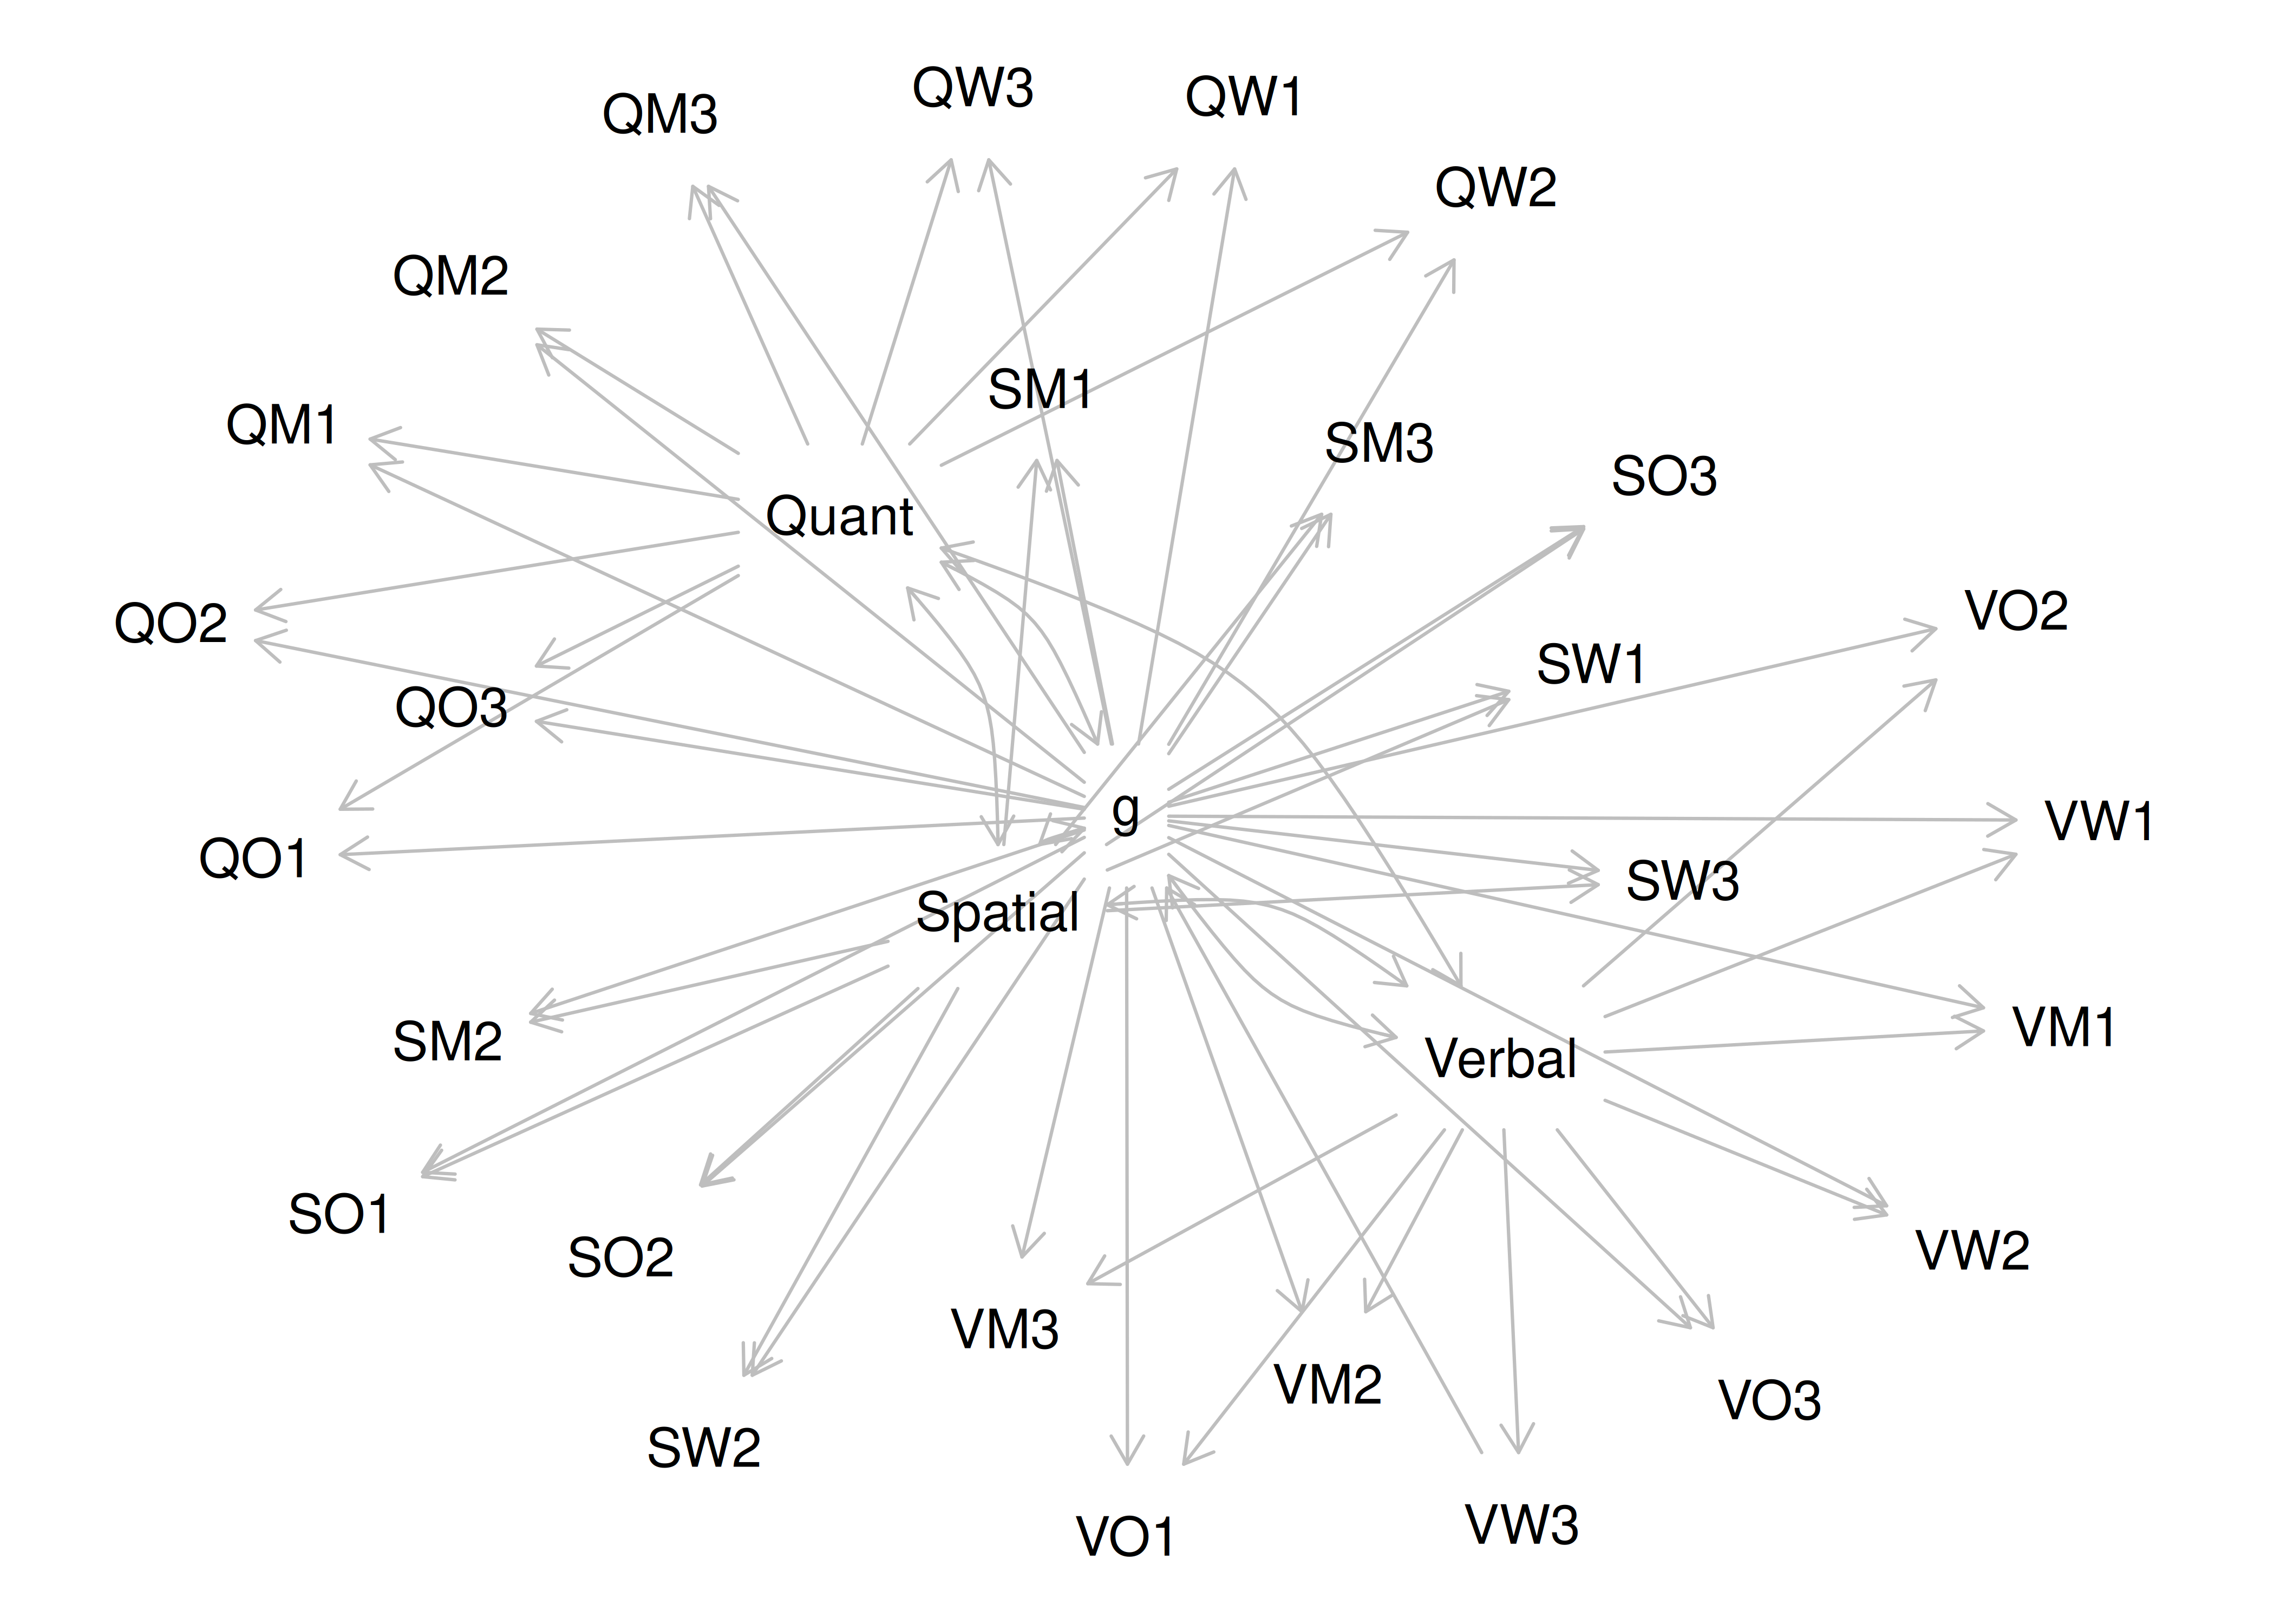 QW3
QW1
QM3
QW2
QM2
SM1
QM1
SM3
SO3
Quant
VO2
QO2
SW1
QO3
g
VW1
QO1
SW3
Spatial
VM1
SM2
Verbal
SO1
VW2
SO2
VM3
VM2
VO3
SW2
VW3
VO1